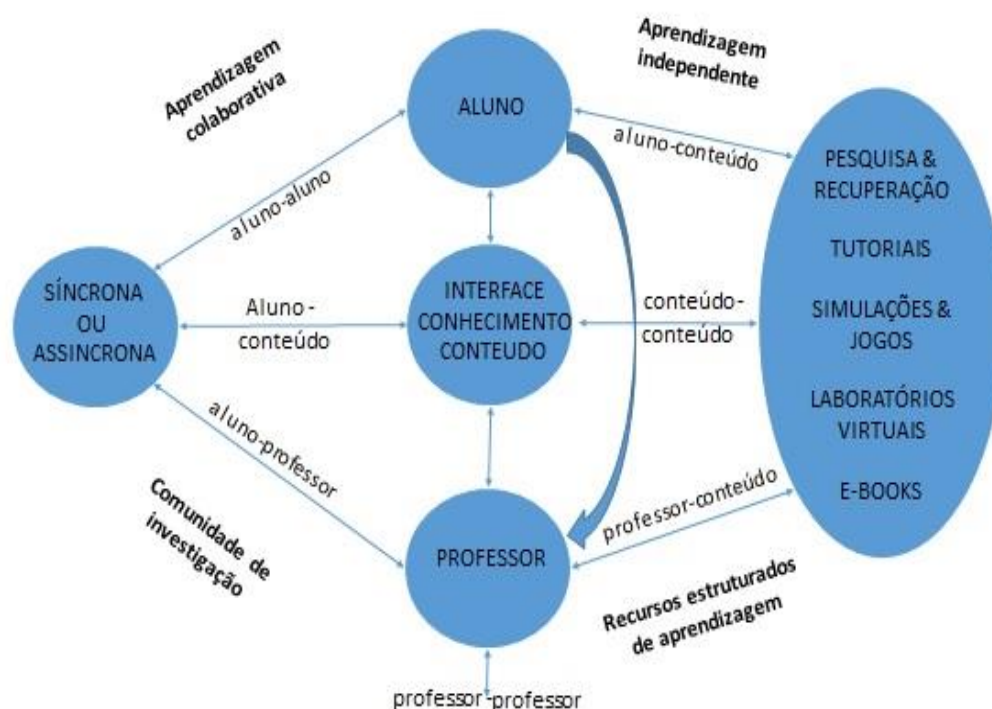 Aprendizagem
colaborativa
Aprendizagem
independente
ALUNO
aluno-aluno
aluno-conteúdo
PESQUISA &
RECUPERAÇÃO
TUTORIAIS
SIMULAÇÕES &
JOGOS
LABORATÓRIOS
VIRTUAIS
E-BOOKS
SÍNCRONA
OU
ASSINCRONA
Aluno -
conteúdo
INTERFACE
CONHECIMENTO
CONTEUDO
conteúdo-
conteúdo
aluno-professor
Comunidade de
investigação
PROFESSOR
professor-conteúdo
Recursos estruturados
de aprendizagem
professor-professor